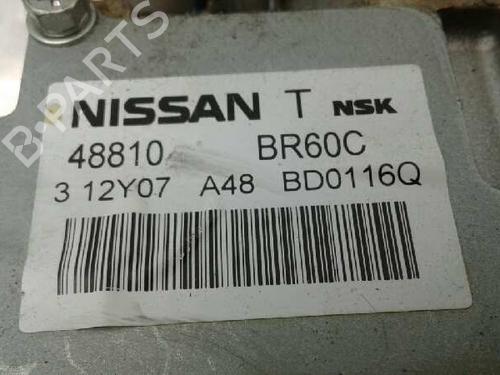 B-PARTS
NISSAN T NSK
48810 BR60C
3 12Y07 A48 BD0116Q